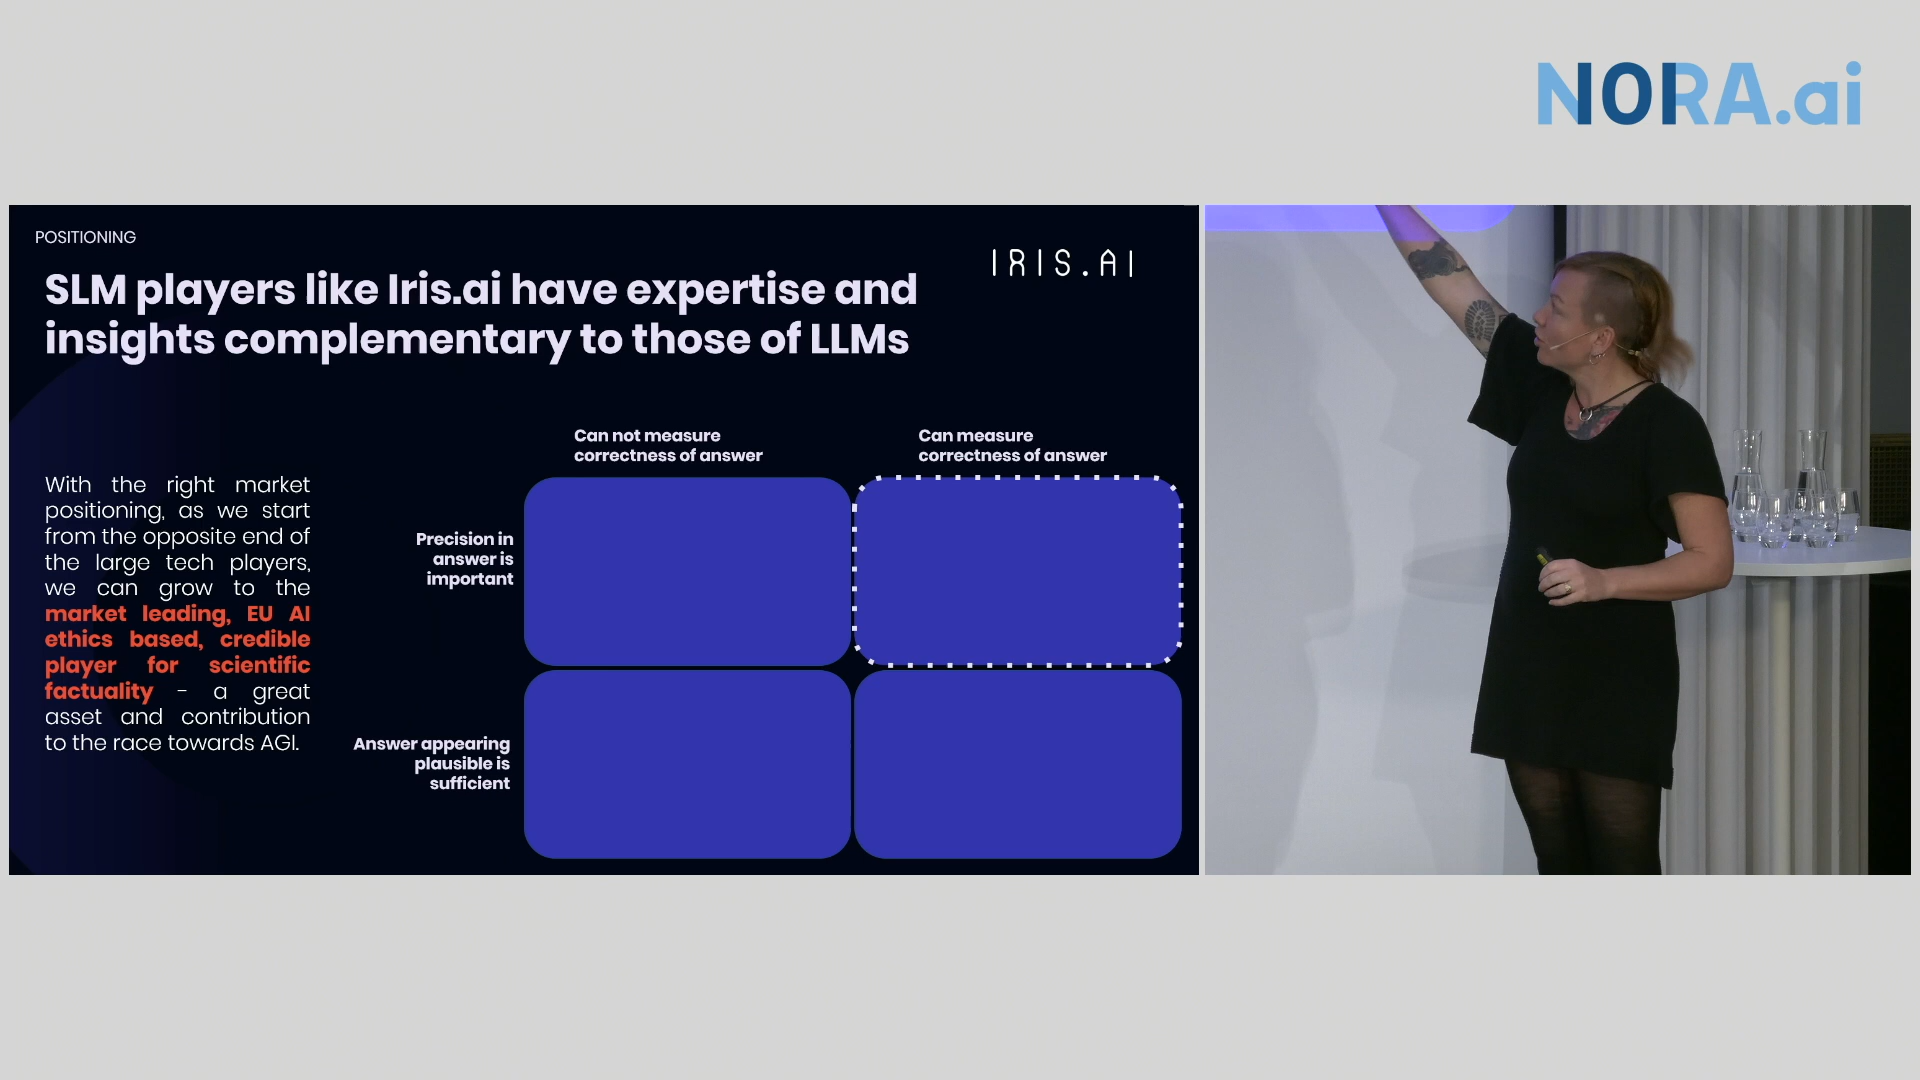 NORA.ai
POSITIONING
IRIS.AI
SLM players like Iris.ai have expertise and
insights complementary to those of LLMs
With the right market
positioning, as we start
from the opposite end of
the large tech players,
we can grow to the
market leading, EU AI
ethics based, credible
player for scientific
factuality - a great
asset and contribution
to the race towards AGI.
Can not measure
correctness of answer
Can measure
correctness of answer
Precision in
answer is
important
Answer appearing
plausible is
sufficient